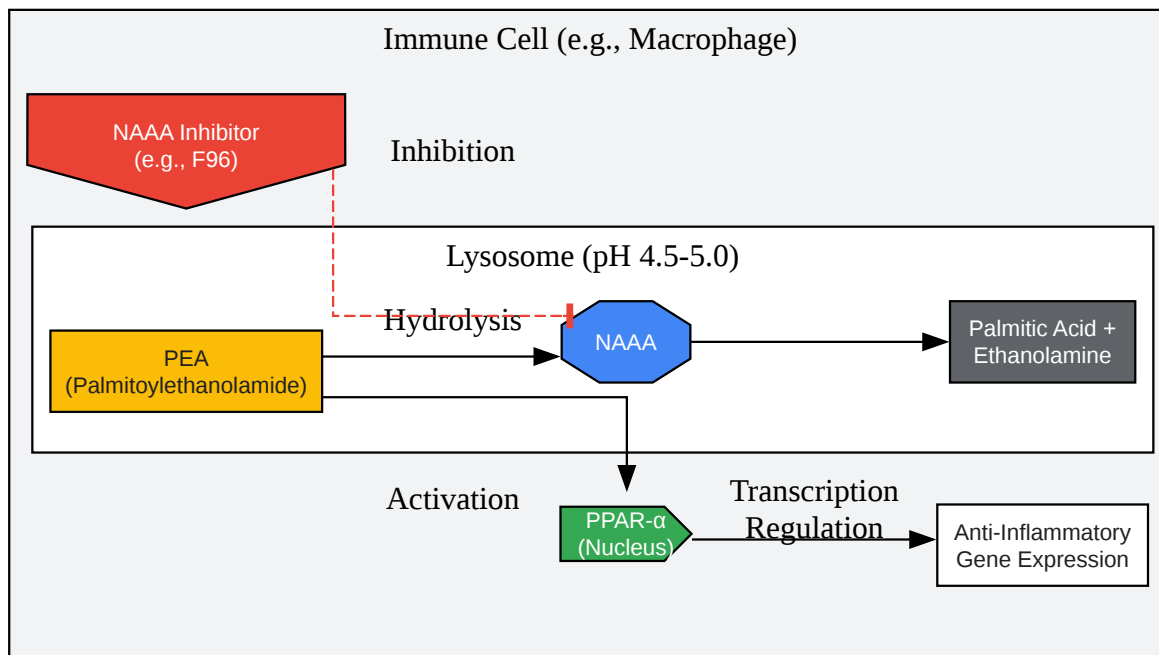 Immune Cell (e.g., Macrophage)
NAAA Inhibitor
(e.g., F96)
Inhibition
Lysosome (pH 4.5-5.0)
Hydrolysis
NAAA
Palmitic Acid +
Ethanolamine
PEA
(Palmitoylethanolamide)
Activation
PPAR-α
(Nucleus)
Transcription
Regulation
Anti-Inflammatory
Gene Expression